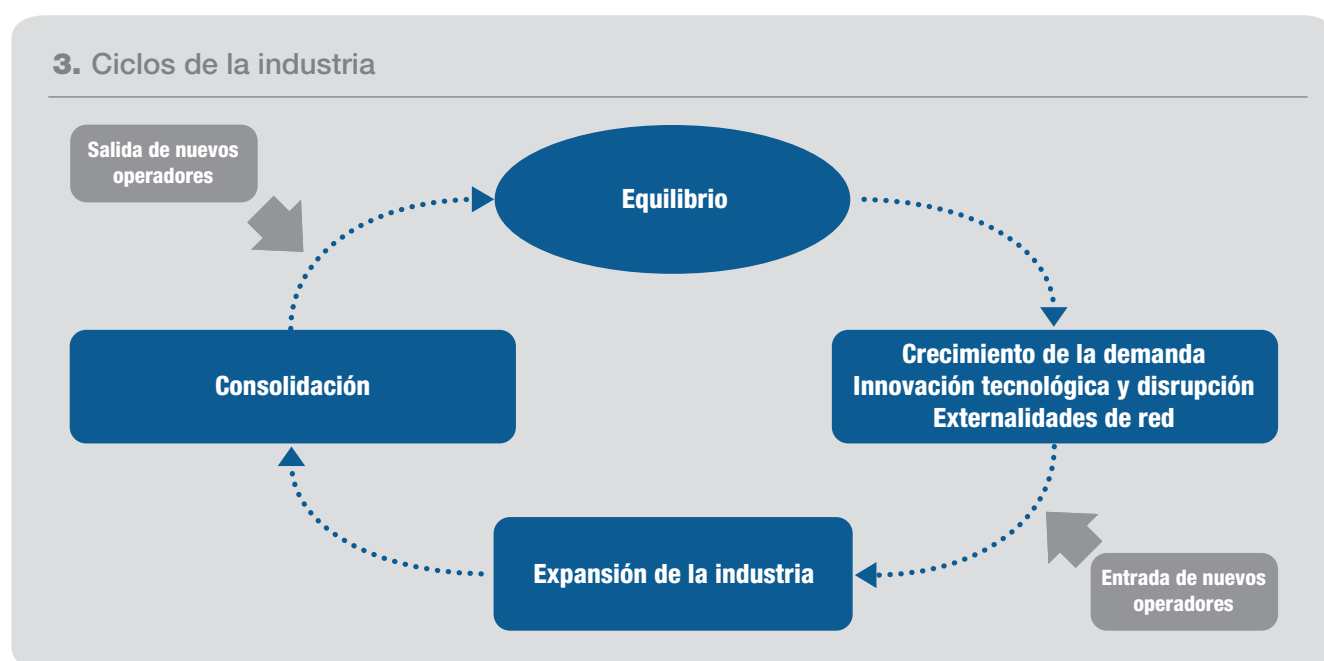 3. Ciclos de la industria
Salida de nuevos
operadores
Equilibrio
Consolidación
Crecimiento de la demanda
Innovación tecnológica y disrupción
Externalidades de red
Expansión de la industria
Entrada de nuevos
operadores